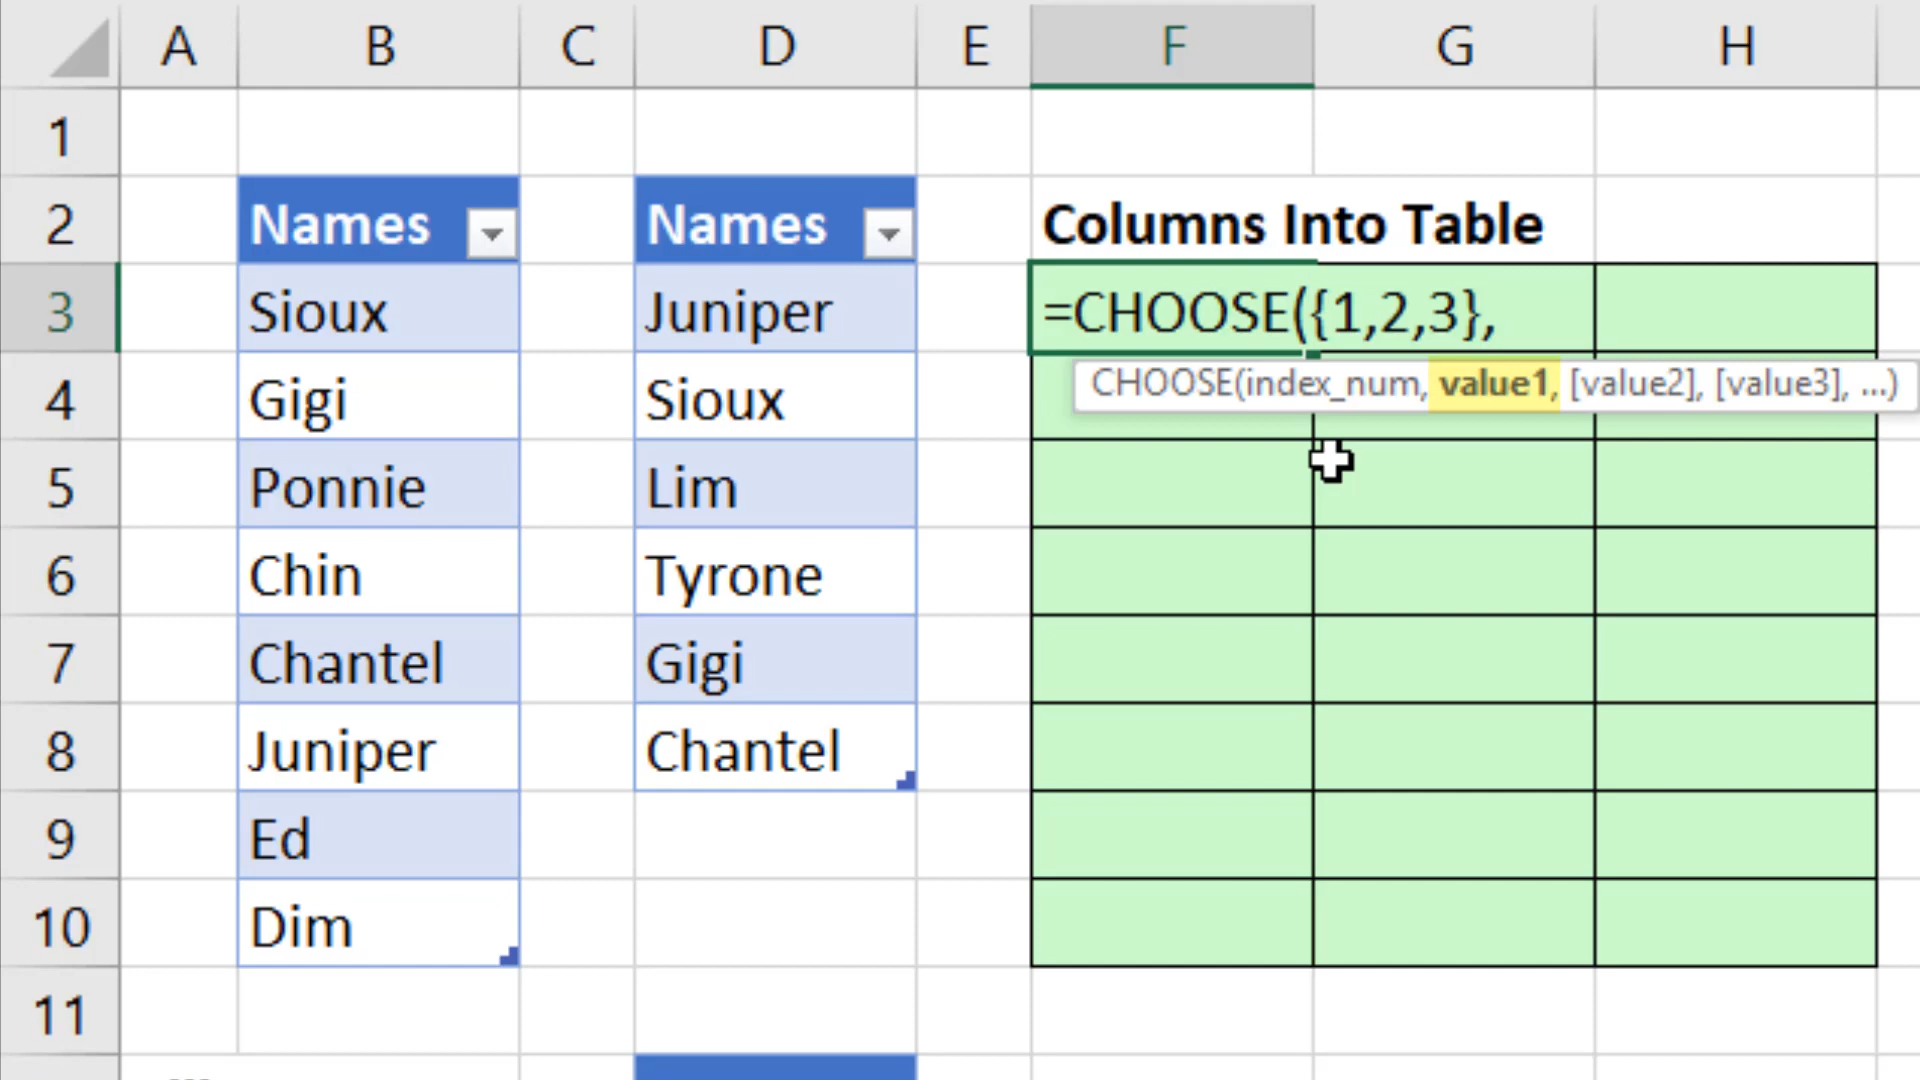 A B C D E F G H
1
2 Names Names Columns Into Table
3 Sioux Juniper =CHOOSE({1,2,3},
4 Gigi Sioux CHOOSE(index_num, value1, [value2], [value3], ...)
5 Ponnie Lim
6 Chin Tyrone
7 Chantel Gigi
8 Juniper Chantel
9 Ed
10 Dim
11